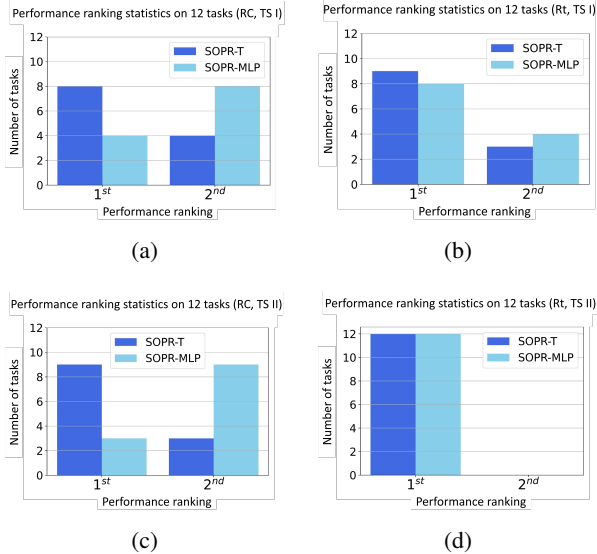 Performance ranking statistics on 12 tasks (RC, TS I)
12
10
8
6
4
2
0
Number of tasks
SOPR-T
SOPR-MLP
1st
2nd
Performance ranking
(a)
Performance ranking statistics on 12 tasks (Rt, TS I)
12
10
8
6
4
2
0
Number of tasks
SOPR-T
SOPR-MLP
1st
2nd
Performance ranking
(b)
Performance ranking statistics on 12 tasks (RC, TS II)
12
10
8
6
4
2
0
Number of tasks
SOPR-T
SOPR-MLP
1st
2nd
Performance ranking
(c)
Performance ranking statistics on 12 tasks (Rt, TS II)
12
10
8
6
4
2
0
Number of tasks
SOPR-T
SOPR-MLP
1st
2nd
Performance ranking
(d)